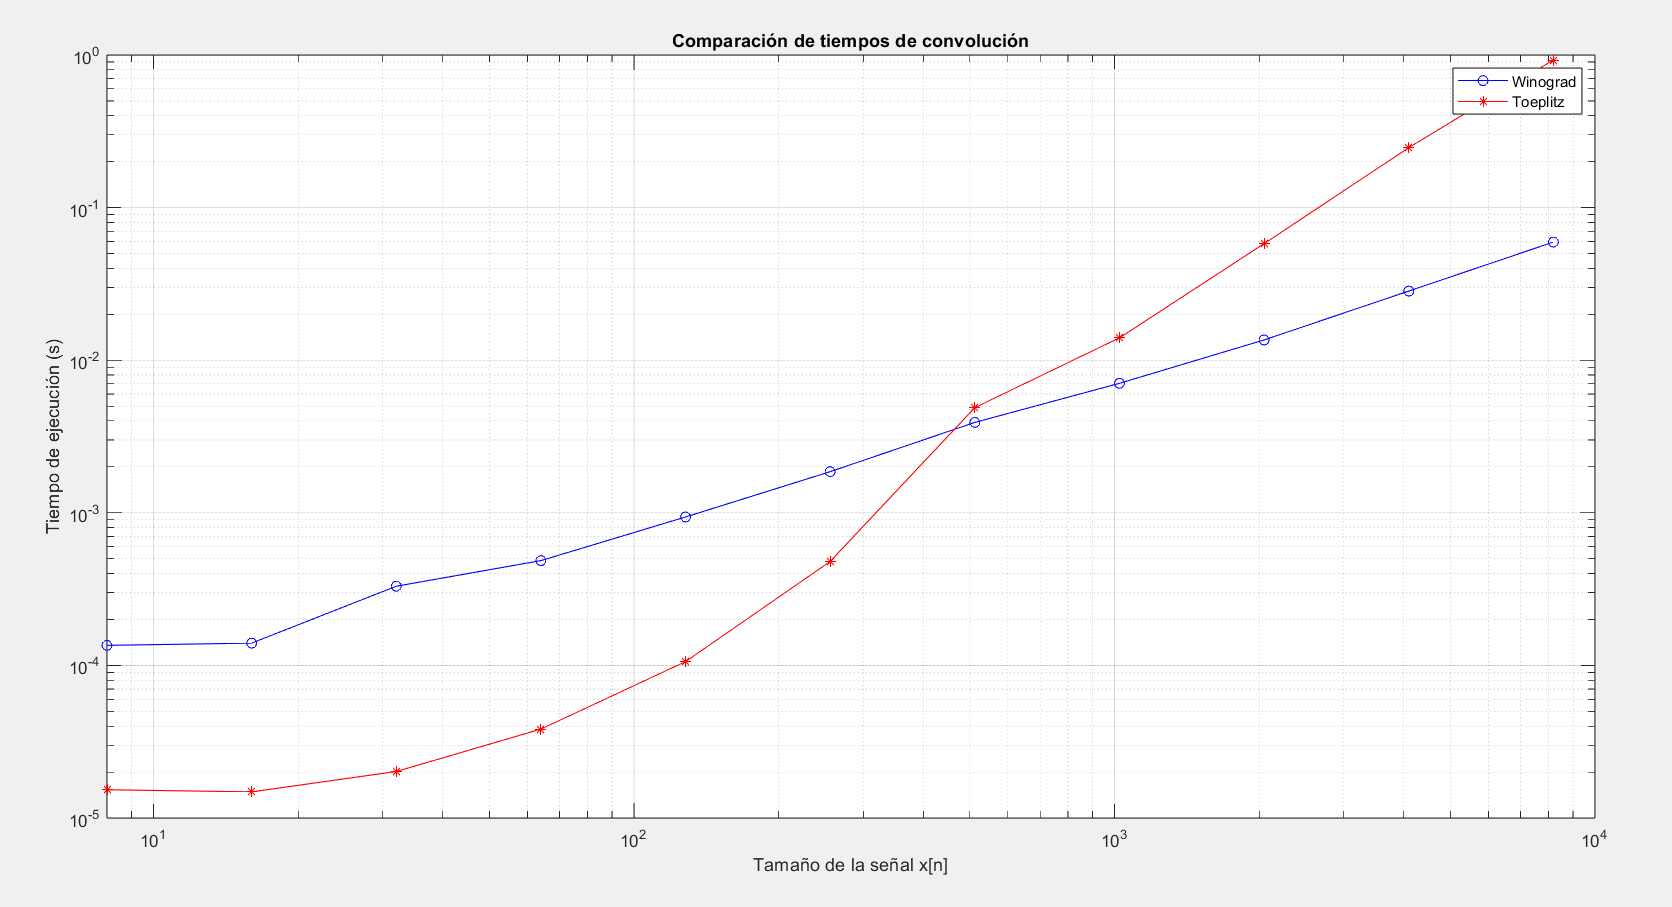 Comparación de tiempos de convolución
Winograd
Toeplitz
10^0
10^-1
10^-2
10^-3
10^-4
10^-5
Tiempo de ejecución (s)
10^1 10^2 10^3 10^4
Tamaño de la señal x[n]